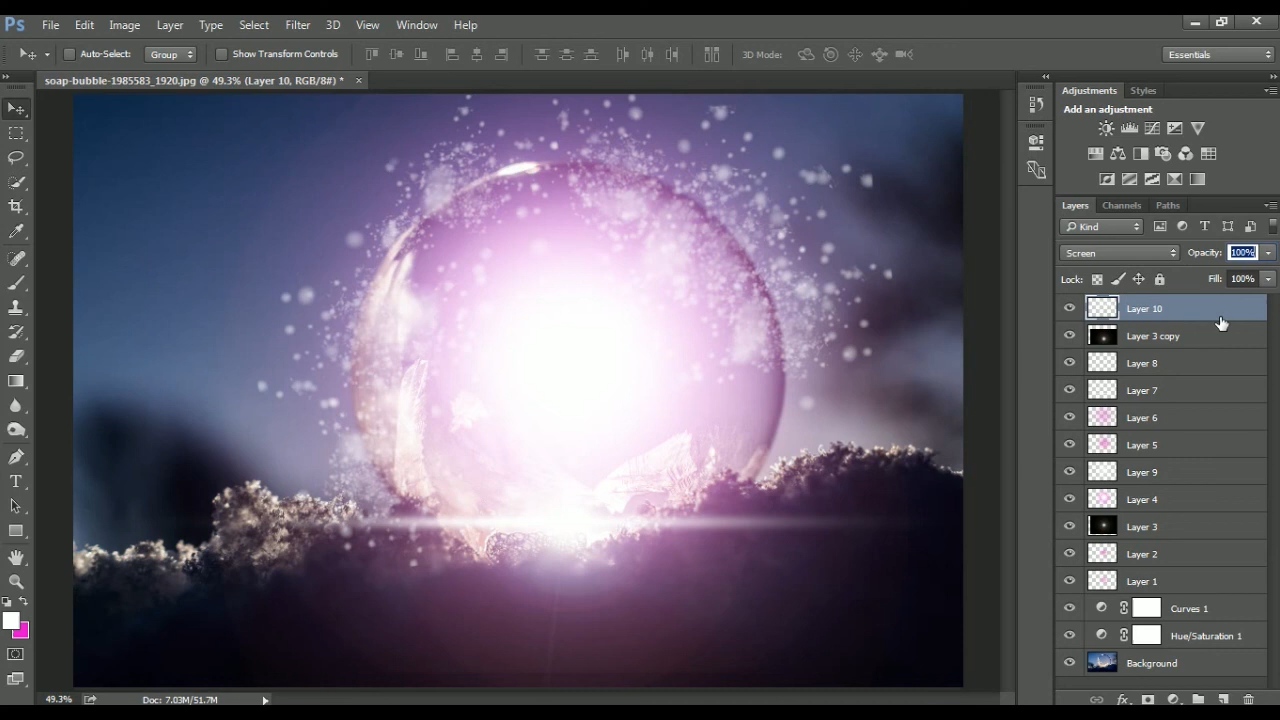 Ps File Edit Image Layer Type Select Filter 3D View Window Help
Auto-Select: Group Show Transform Controls 3D Mode: Essentials
soap-bubble-1985583_1920.jpg @ 49.3% (Layer 10, RGB/8#) * ×
Adjustments Styles
Add an adjustment
Layers Channels Paths
Kind T
Screen Opacity: 100%
Lock: Fill: 100%
Layer 10
Layer 3 copy
Layer 8
Layer 7
Layer 6
Layer 5
Layer 9
Layer 4
Layer 3
Layer 2
Layer 1
Curves 1
Hue/Saturation 1
Background
T
49.3% Doc: 7.03M/51.7M
fx